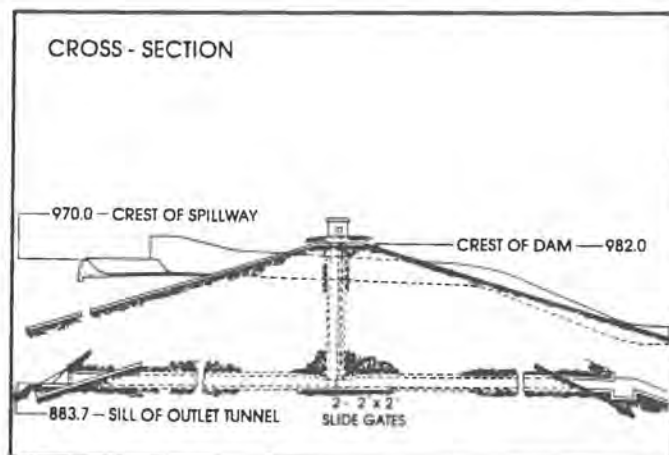 CROSS - SECTION
970.0 – CREST OF SPILLWAY
CREST OF DAM – 982.0
883.7 – SILL OF OUTLET TUNNEL
2 - 2' x 2'
SLIDE GATES